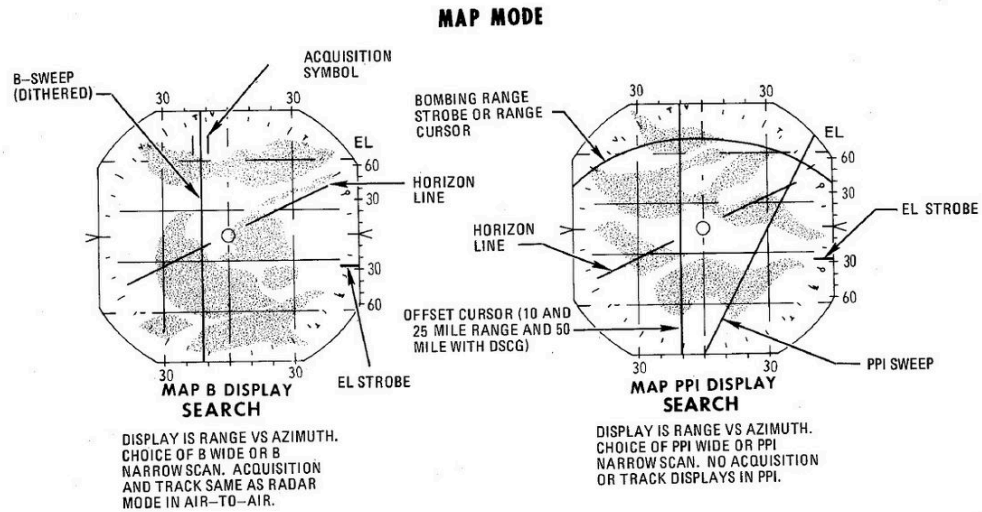 MAP MODE
ACQUISITION
SYMBOL
B-SWEEP
(DITHERED)
30
30
EL
60
30
30
60
HORIZON
LINE
30
30
EL STROBE
MAP B DISPLAY
SEARCH
DISPLAY IS RANGE VS AZIMUTH.
CHOICE OF B WIDE OR B
NARROW SCAN. ACQUISITION
AND TRACK SAME AS RADAR
MODE IN AIR-TO-AIR.
BOMBING RANGE
STROBE OR RANGE
CURSOR
30
30
EL
60
30
30
60
EL STROBE
HORIZON
LINE
OFFSET CURSOR (10 AND
25 MILE RANGE AND 50
MILE WITH DSCG)
30
30
PPI SWEEP
MAP PPI DISPLAY
SEARCH
DISPLAY IS RANGE VS AZIMUTH.
CHOICE OF PPI WIDE OR PPI
NARROW SCAN. NO ACQUISITION
OR TRACK DISPLAYS IN PPI.